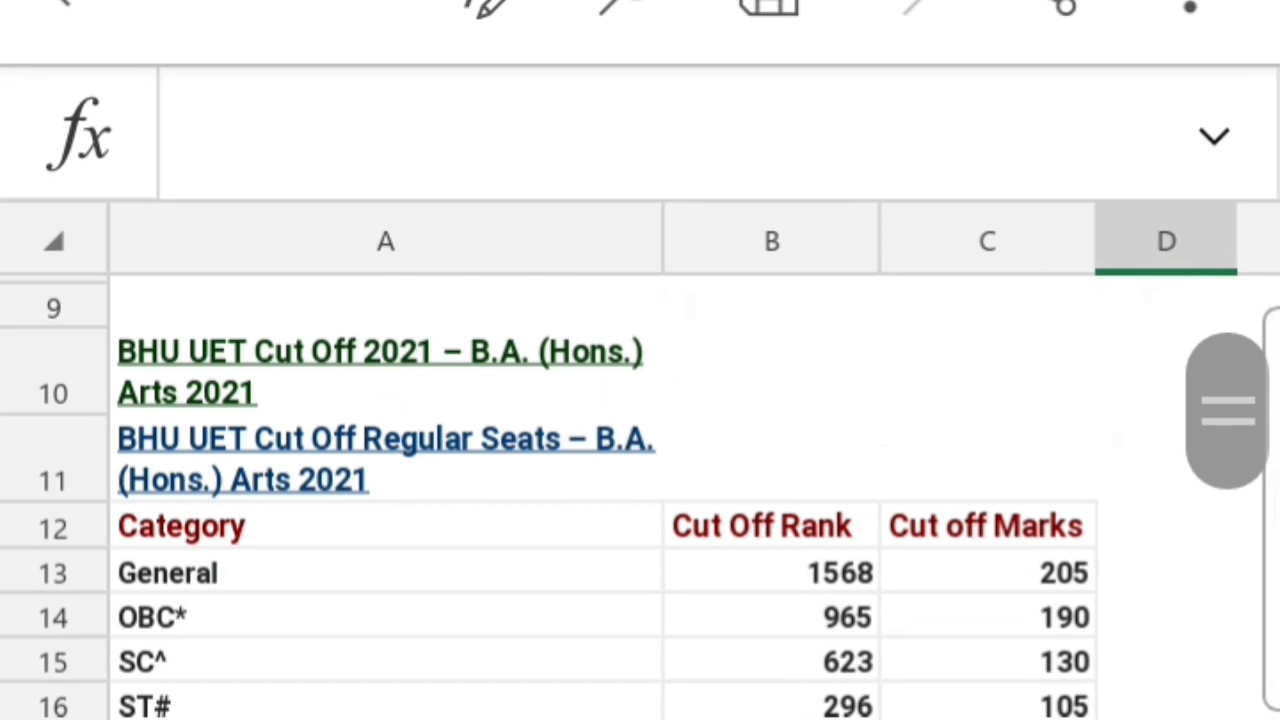 fx
A B C D
9
BHU UET Cut Off 2021 – B.A. (Hons.)
10 Arts 2021
BHU UET Cut Off Regular Seats – B.A.
11 (Hons.) Arts 2021
12 Category Cut Off Rank Cut off Marks
13 General 1568 205
14 OBC* 965 190
15 SC^ 623 130
16 ST# 296 105